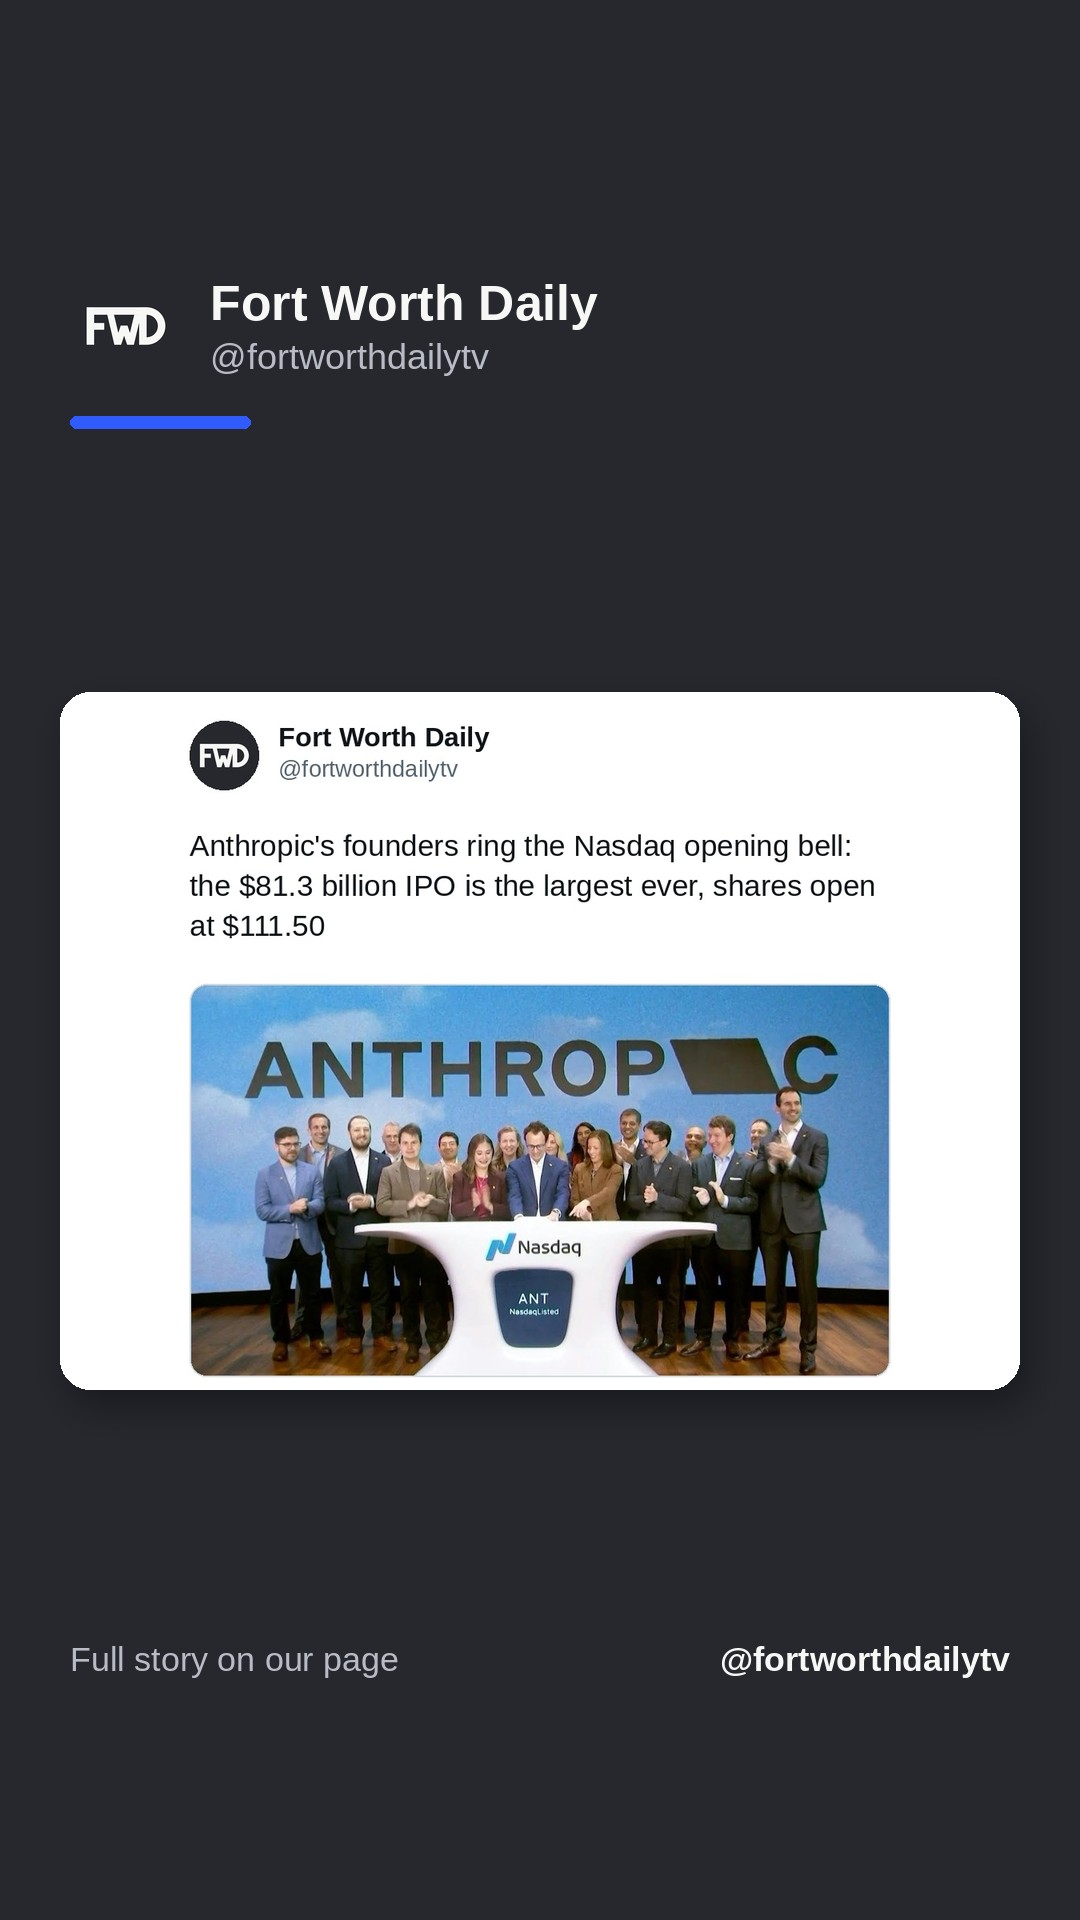 FWD
Fort Worth Daily
@fortworthdailytv
FWD
Fort Worth Daily
@fortworthdailytv
Anthropic's founders ring the Nasdaq opening bell:
the $81.3 billion IPO is the largest ever, shares open
at $111.50
ANTHROP C
Nasdaq
ANT
NasdaqListed
Full story on our page
@fortworthdailytv